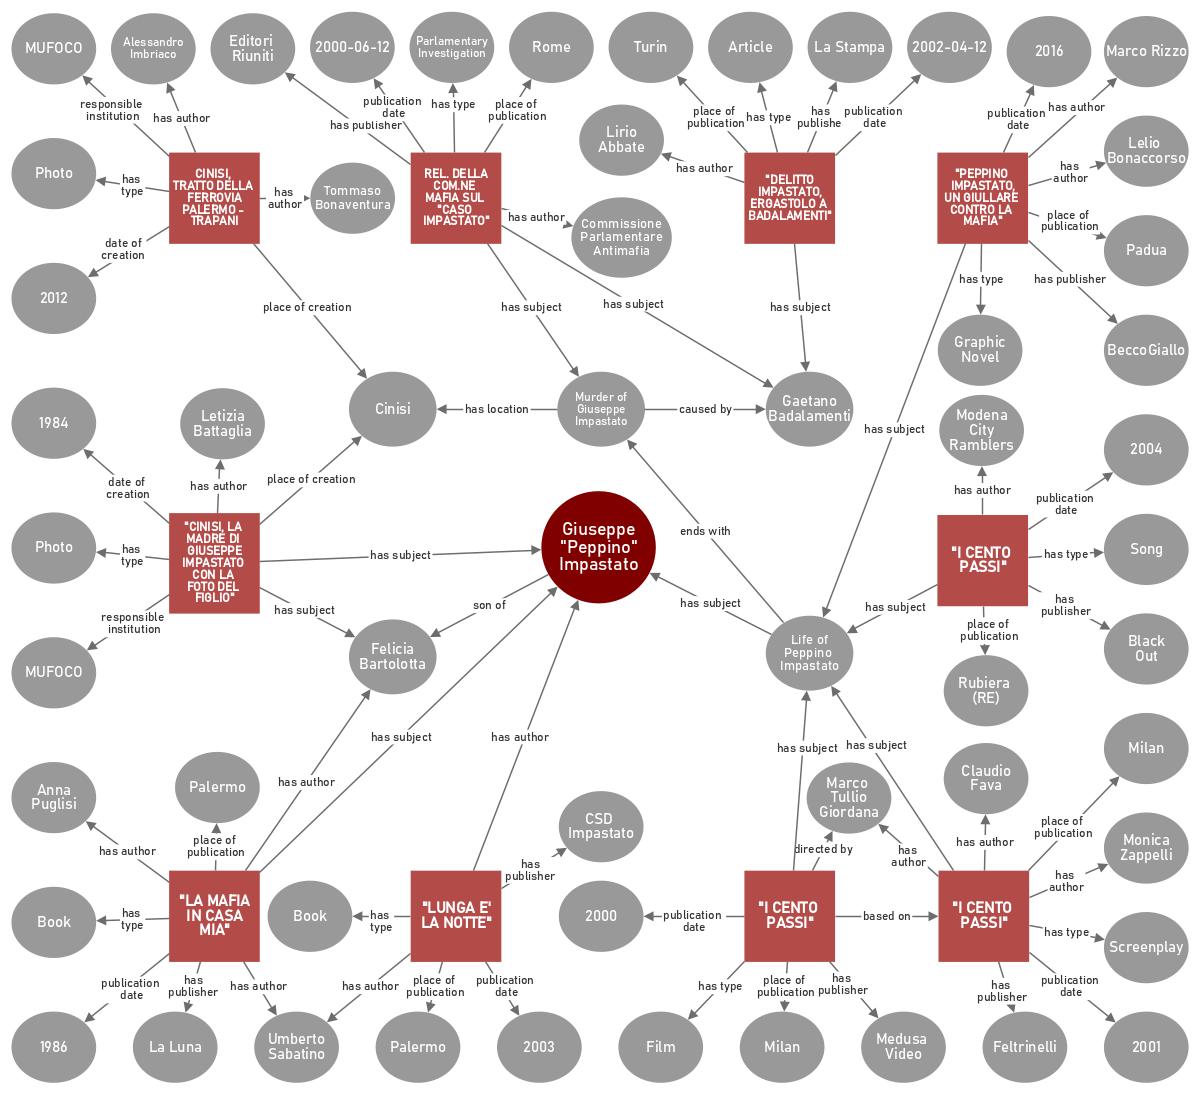 MUFOCO
Alessandro
Imbriaco
Editori
Riuniti
2000-06-12
Parlamentary
Investigation
Rome
Turin
Article
La Stampa
2002-04-12
2016
Marco Rizzo
responsible
institution
has author
publication
date
has publisher
has type
place of
publication
place of
publication
has type
has
publishe
publication
date
publication
date
has author
Photo
has
type
CINISI,
TRATTO DELLA
FERROVIA
PALERMO -
TRAPANI
has
author
Tommaso
Bonaventura
REL. DELLA
COM.NE
MAFIA SUL
"CASO
IMPASTATO"
has author
Commissione
Parlamentare
Antimafia
Lirio
Abbate
has author
"DELITTO
IMPASTATO,
ERGASTOLO A
BADALAMENTI"
"PEPPINO
IMPASTATO,
UN GIULLARE
CONTRO LA
MAFIA"
has
author
Lelio
Bonaccorso
place of
publication
Padua
date of
creation
2012
place of creation
has subject
has subject
has subject
has type
has publisher
Graphic
Novel
BeccoGiallo
Cinisi
has location
Murder of
Giuseppe
Impastato
caused by
Gaetano
Badalamenti
has subject
1984
Letizia
Battaglia
Modena
City
Ramblers
2004
date of
creation
has author
place of creation
has author
publication
date
Photo
has
type
"CINISI, LA
MADRE DI
GIUSEPPE
IMPASTATO
CON LA
FOTO DEL
FIGLIO"
has subject
Giuseppe
"Peppino"
Impastato
ends with
"I CENTO
PASSI"
has type
Song
responsible
institution
has subject
son of
has subject
has subject
has
publisher
place of
publication
MUFOCO
Felicia
Bartolotta
Life of
Peppino
Impastato
Black
Out
Rubiera
(RE)
has subject
has author
has subject
has subject
Milan
Anna
Puglisi
Palermo
has author
Marco
Tullio
Giordana
Claudio
Fava
CSD
Impastato
place of
publication
Monica
Zappelli
has author
place of
publication
has
publisher
directed by
has
author
has author
has
author
Book
has
type
"LA MAFIA
IN CASA
MIA"
Book
has
type
"LUNGA E'
LA NOTTE"
2000
publication
date
"I CENTO
PASSI"
based on
"I CENTO
PASSI"
has type
Screenplay
publication
date
has
publisher
has author
has author
place of
publication
publication
date
has type
place of
publication
has
publisher
has
publisher
publication
date
1986
La Luna
Umberto
Sabatino
Palermo
2003
Film
Milan
Medusa
Video
Feltrinelli
2001